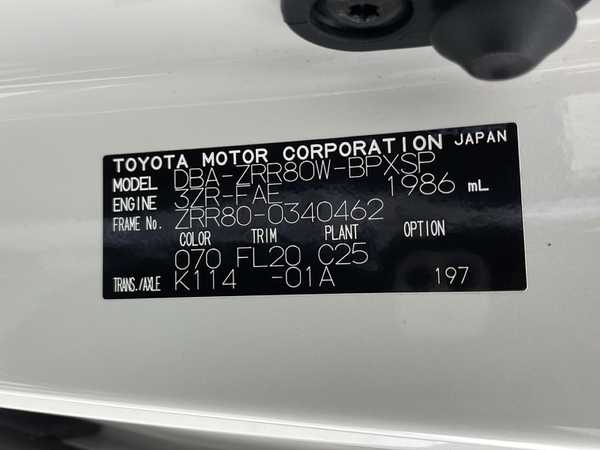 TOYOTA MOTOR CORPORATION JAPAN
MODEL DBA-ZRR80W-BPXSP
ENGINE 3ZR-FAE 1986 mL
FRAME No. ZRR80-0340462
COLOR TRIM PLANT OPTION
070 FL20 C25
TRANS./AXLE K114 -01A 197